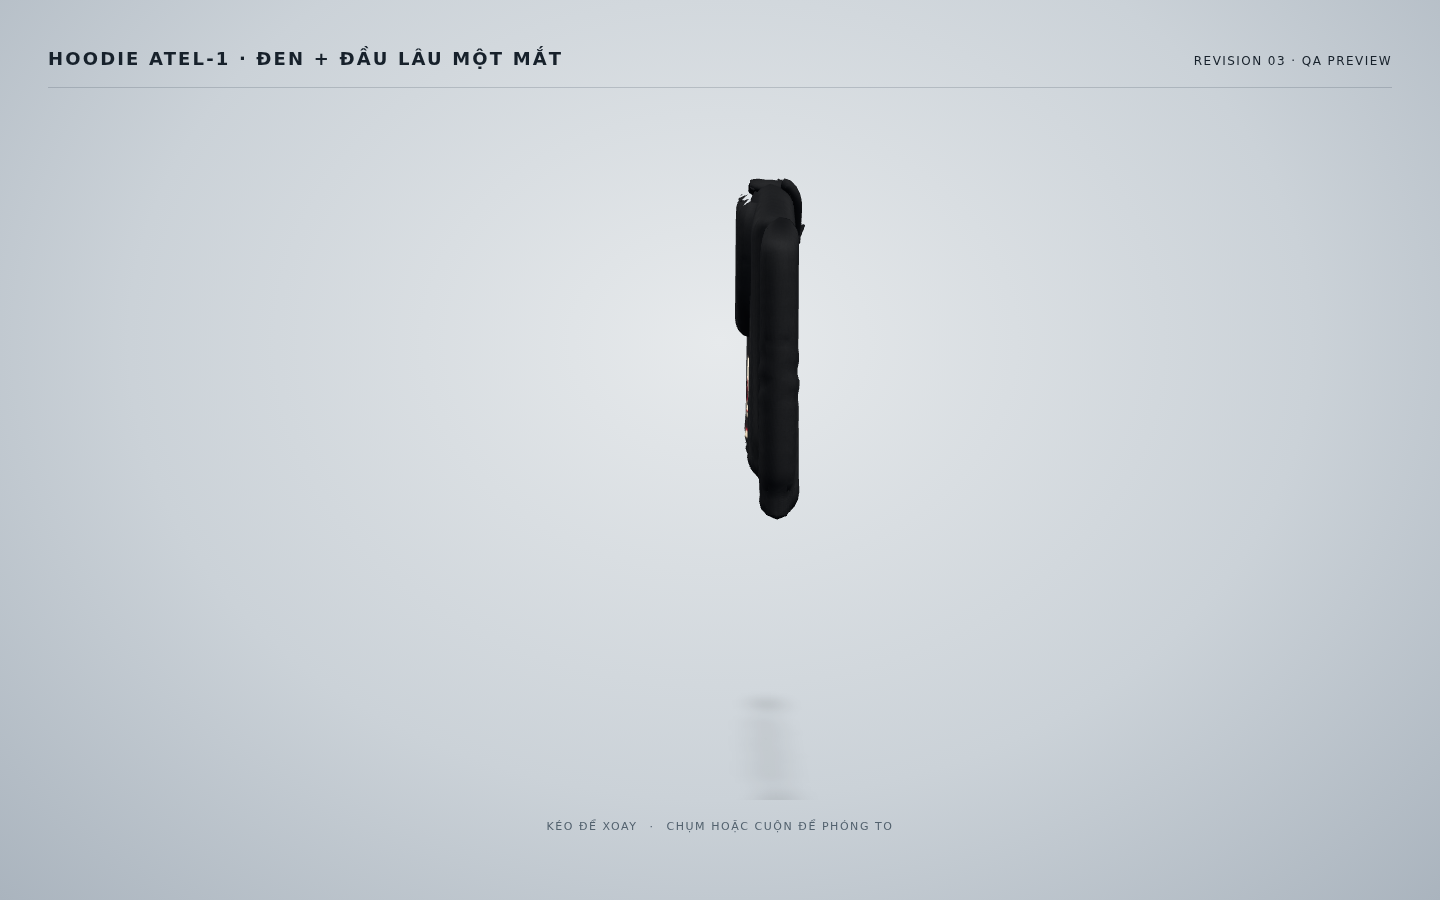 HOODIE ATEL-1 · ĐEN + ĐẦU LÂU MỘT MẮT
REVISION 03 · QA PREVIEW
KÉO ĐỂ XOAY · CHỤM HOẶC CUỘN ĐỂ PHÓNG TO